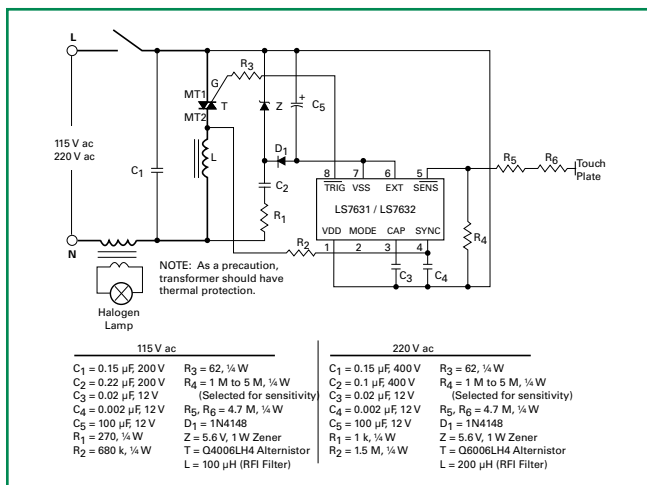 L
G
R3
MT1
T
MT2
Z
+
C5
115 V ac
220 V ac
L
D1
C1
C2
R1
N
R2
8 7 6 5
TRIG VSS EXT SENS
LS7631 / LS7632
VDD MODE CAP SYNC
1 2 3 4
R5
R6
Touch
Plate
R4
C3
C4
NOTE: As a precaution,
transformer should have
thermal protection.
Halogen
Lamp
115 V ac
C1 = 0.15 µF, 200 V
C2 = 0.22 µF, 200 V
C3 = 0.02 µF, 12 V
C4 = 0.002 µF, 12 V
C5 = 100 µF, 12 V
R1 = 270, ¼ W
R2 = 680 k, ¼ W
R3 = 62, ¼ W
R4 = 1 M to 5 M, ¼ W
(Selected for sensitivity)
R5, R6 = 4.7 M, ¼ W
D1 = 1N4148
Z = 5.6 V, 1 W Zener
T = Q4006LH4 Alternistor
L = 100 µH (RFI Filter)
220 V ac
C1 = 0.15 µF, 400 V
C2 = 0.1 µF, 400 V
C3 = 0.02 µF, 12 V
C4 = 0.002 µF, 12 V
C5 = 100 µF, 12 V
R1 = 1 k, ¼ W
R2 = 1.5 M, ¼ W
R3 = 62, ¼ W
R4 = 1 M to 5 M, ¼ W
(Selected for sensitivity)
R5, R6 = 4.7 M, ¼ W
D1 = 1N4148
Z = 5.6 V, 1 W Zener
T = Q6006LH4 Alternistor
L = 200 µH (RFI Filter)